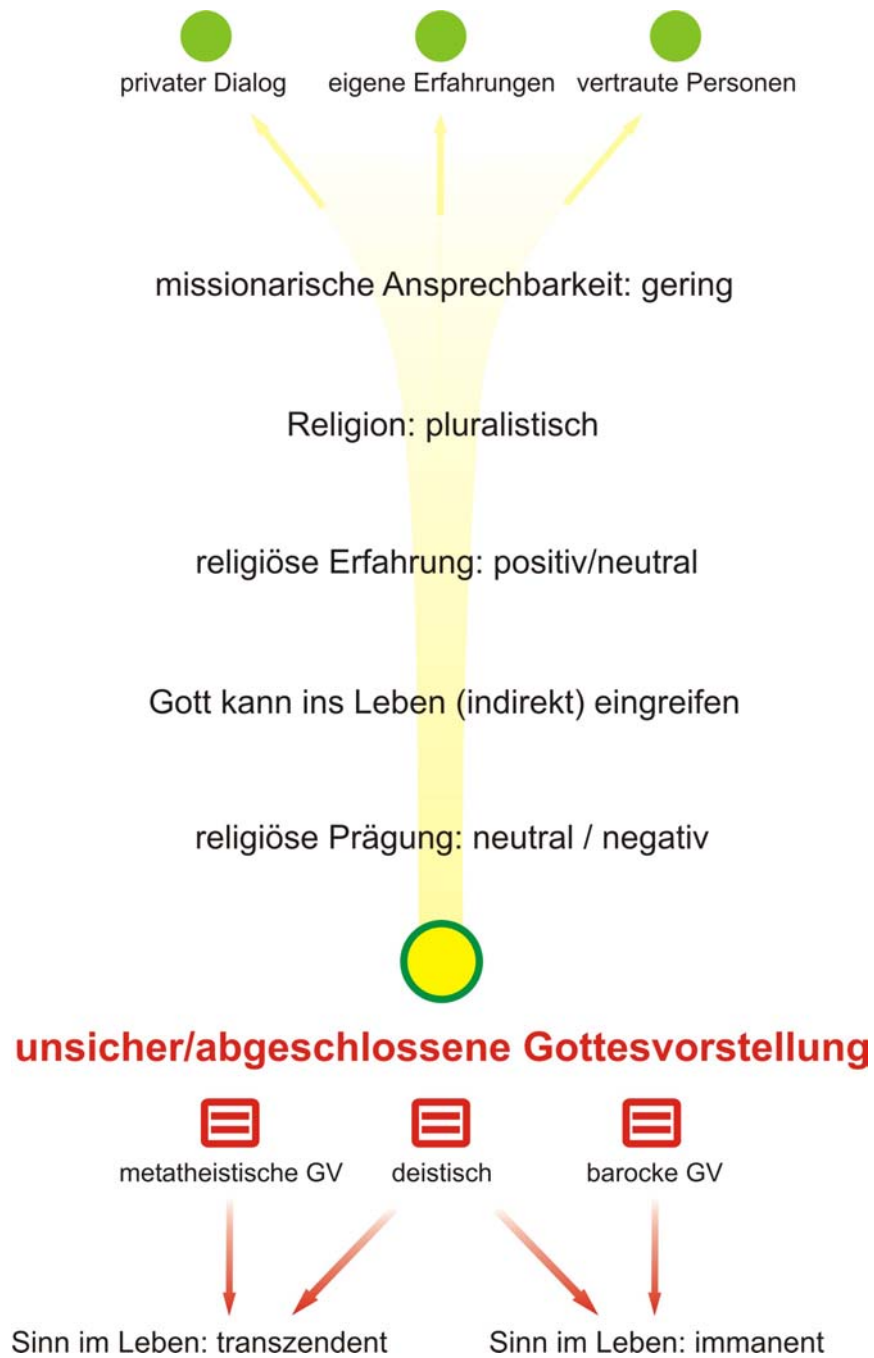 privater Dialog eigene Erfahrungen vertraute Personen
missionarische Ansprechbarkeit: gering
Religion: pluralistisch
religiöse Erfahrung: positiv/neutral
Gott kann ins Leben (indirekt) eingreifen
religiöse Prägung: neutral / negativ
unsicher/abgeschlossene Gottesvorstellung
metatheistische GV deistisch barocke GV
Sinn im Leben: transzendent Sinn im Leben: immanent